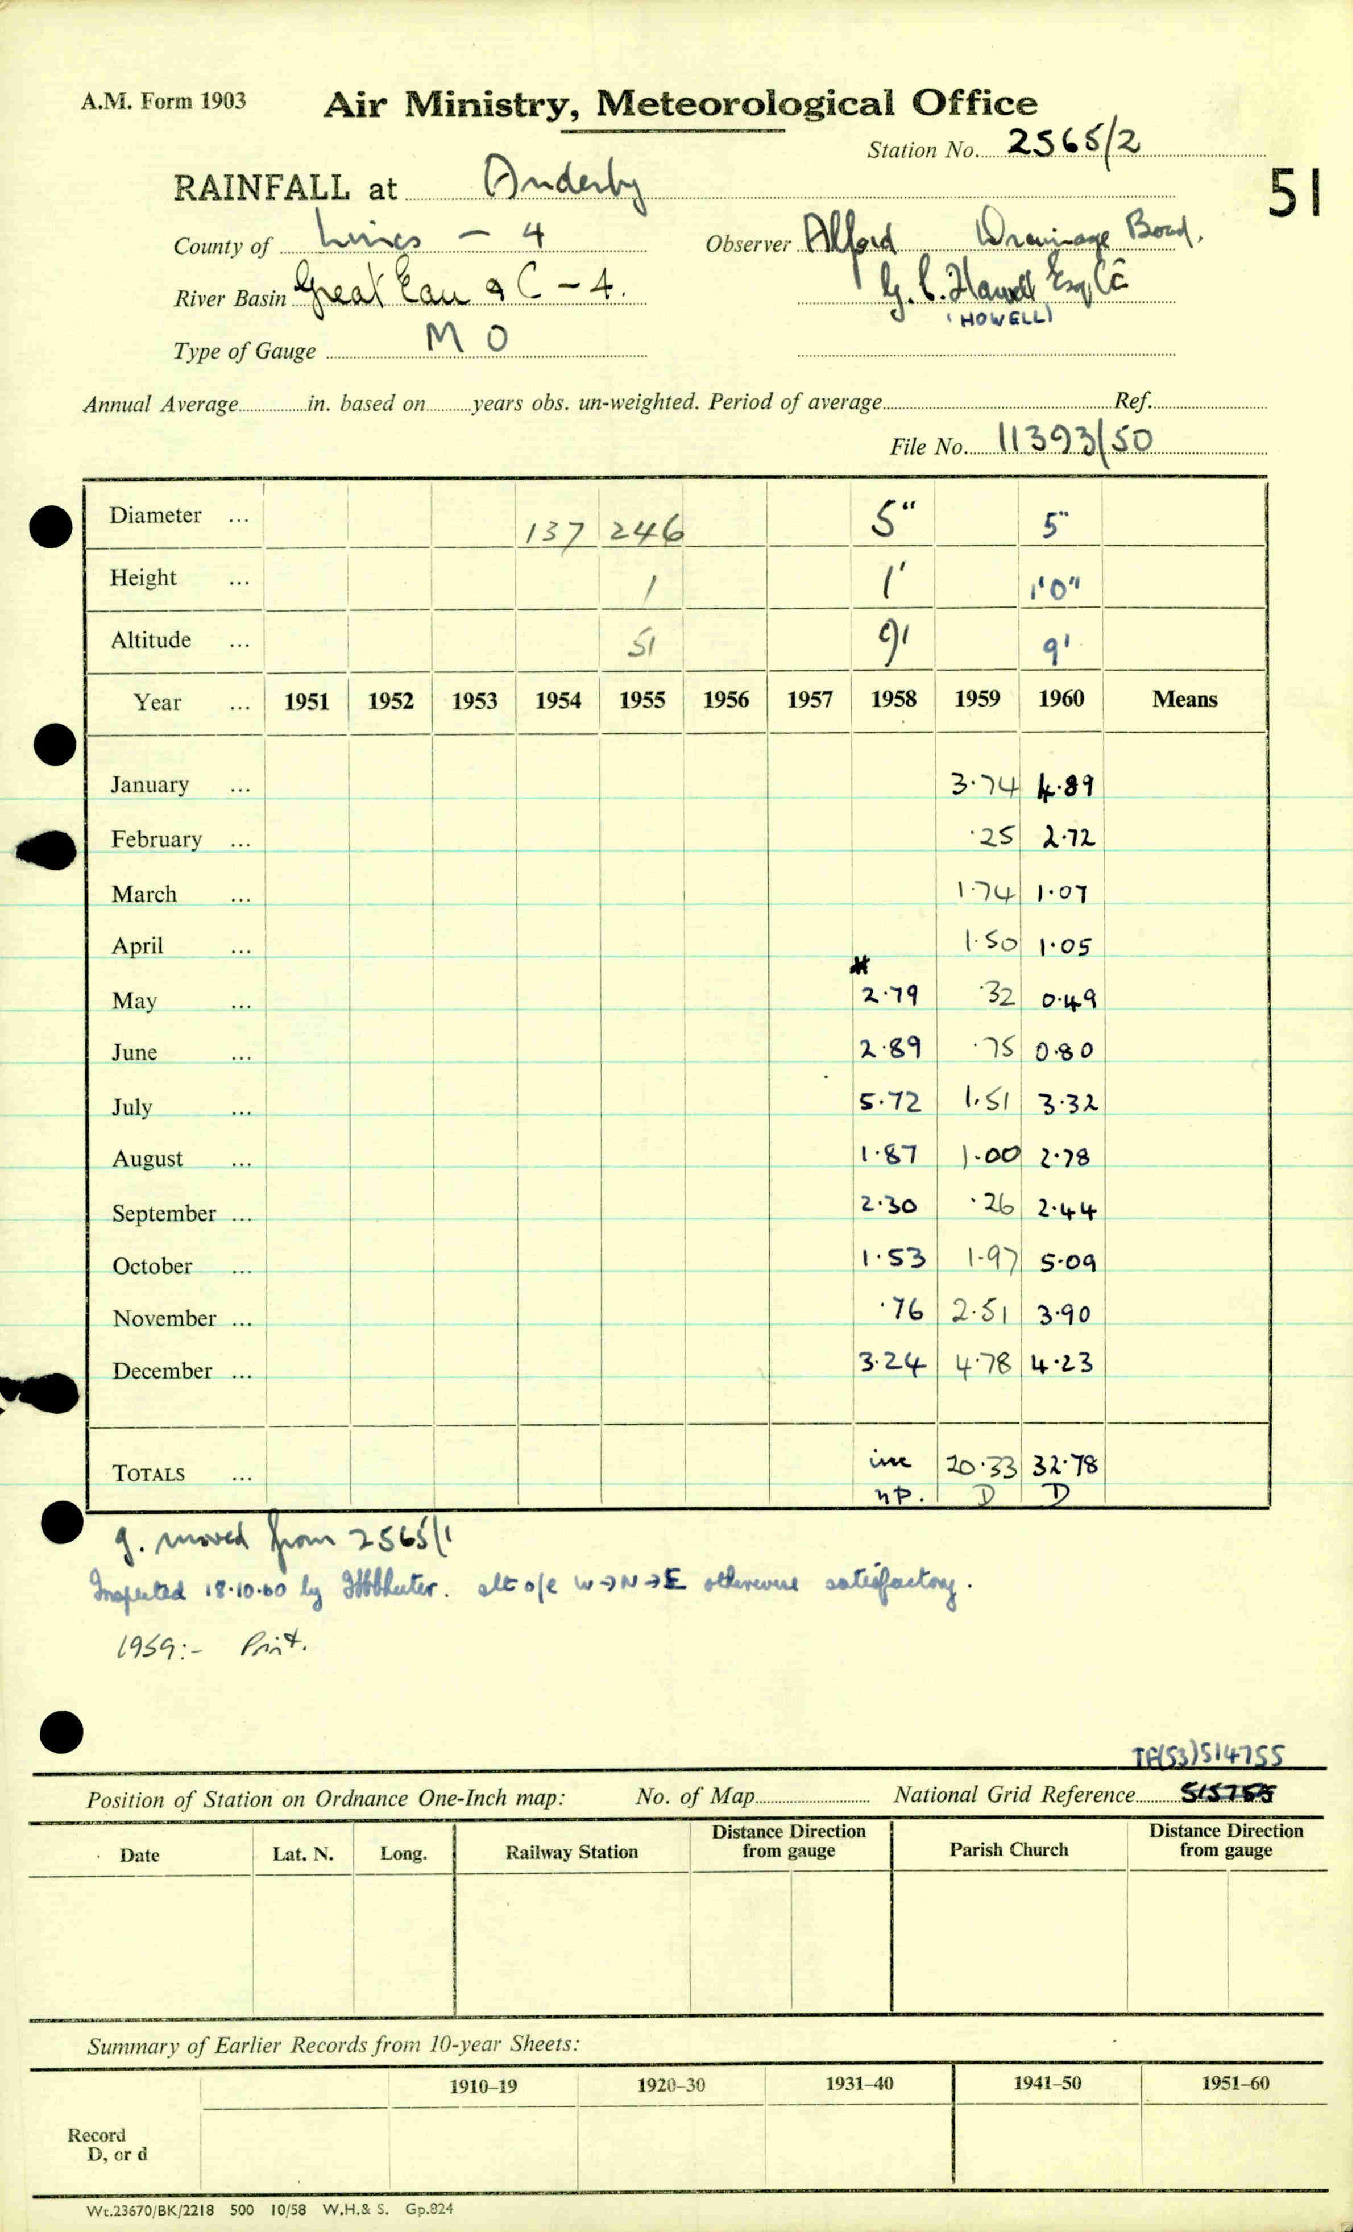 A.M. Form 1903 Air Ministry, Meteorological Office
Station No. 2565/2
RAINFALL at Anderby 51
County of Lincs - 4 Observer Alford Drainage Board.
River Basin Great Eau & C - 4. G. C. Howell Esq, CE
(HOWELL)
Type of Gauge M O
Annual Average in. based on years obs. un-weighted. Period of average Ref.
File No. 11393/50
Diameter ... 137 246 5" 5"
Height ... 1 1' 1'0"
Altitude ... 51 9' 9'
Year ... 1951 1952 1953 1954 1955 1956 1957 1958 1959 1960 Means
January ... 3.74 4.89
February ... .25 2.72
March ... 1.74 1.07
April ... 1.50 1.05
May ... 2.79 .32 0.49
June ... 2.89 .75 0.80
July ... 5.72 1.51 3.32
August ... 1.87 1.00 2.78
September ... 2.30 .26 2.44
October ... 1.53 1.97 5.09
November ... .76 2.51 3.90
December ... 3.24 4.78 4.23
TOTALS ... inc 20.33 32.78
np. D D
g. moved from 2565/1
Inspected 18.10.60 by alt o/e W→N→E otherwise satisfactory.
1959:- Print.
TF(53)514755
Position of Station on Ordnance One-Inch map: No. of Map National Grid Reference 515755
Date Lat. N. Long. Railway Station Distance Direction from gauge Parish Church Distance Direction from gauge
Summary of Earlier Records from 10-year Sheets:
1910–19 1920–30 1931–40 1941–50 1951–60
Record
D, or d
Wt.23670/BK/2218 500 10/58 W.H.& S. Gp.824